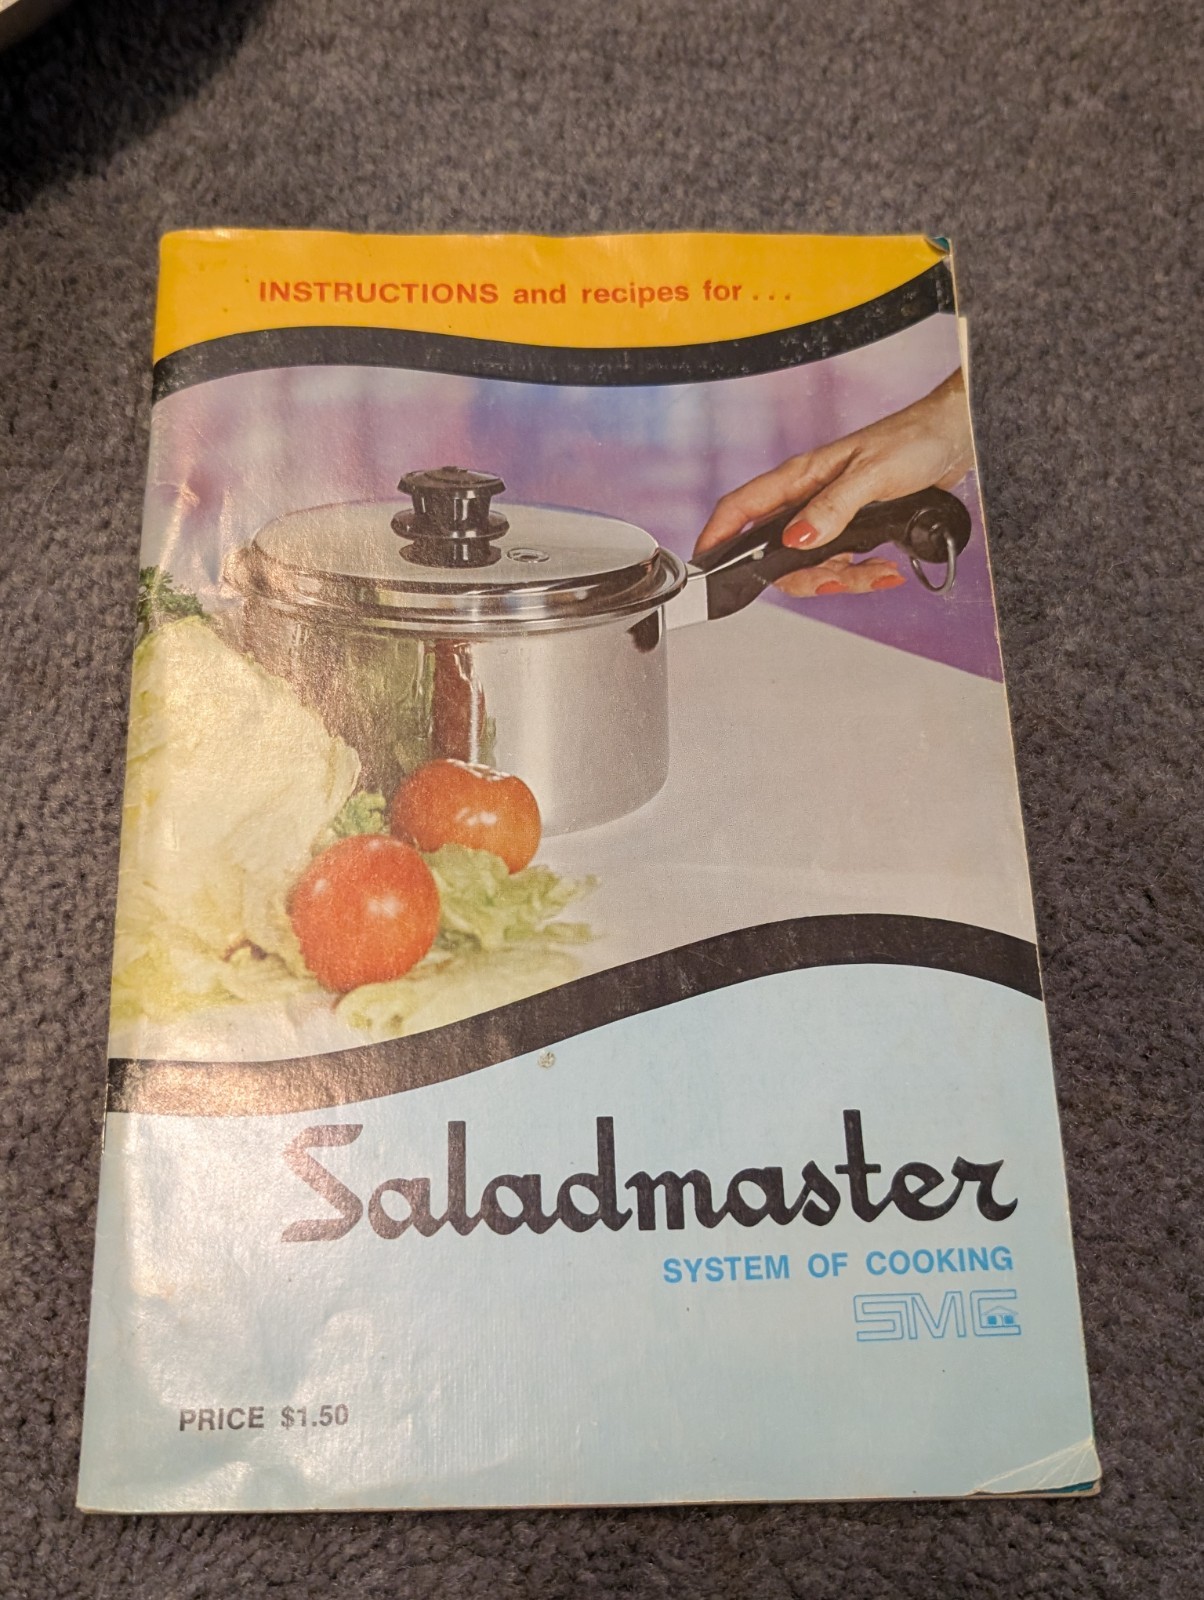 INSTRUCTIONS and recipes for...
Saladmaster
SYSTEM OF COOKING
SMC
PRICE $1.50